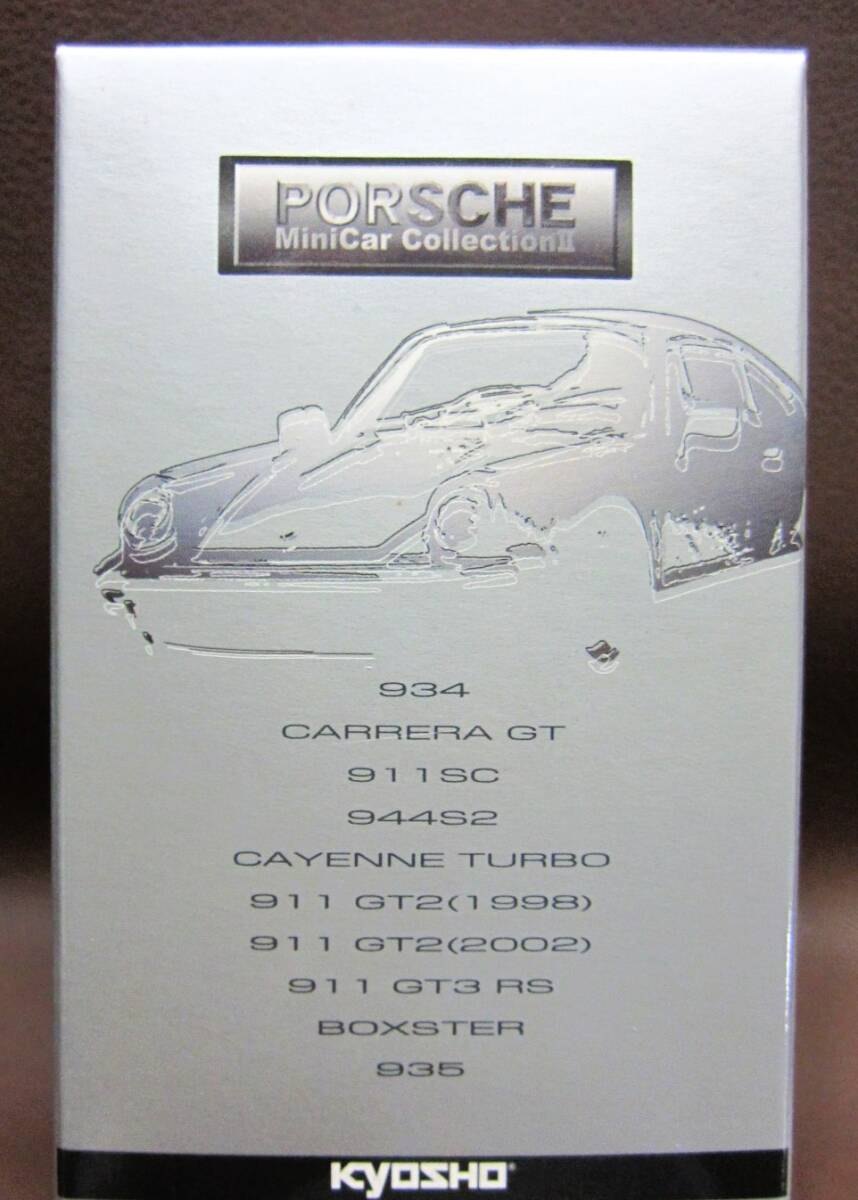 PORSCHE
MiniCar CollectionⅡ
934
CARRERA GT
911SC
944S2
CAYENNE TURBO
911 GT2(1998)
911 GT2(2002)
911 GT3 RS
BOXSTER
935
KYOSHO®